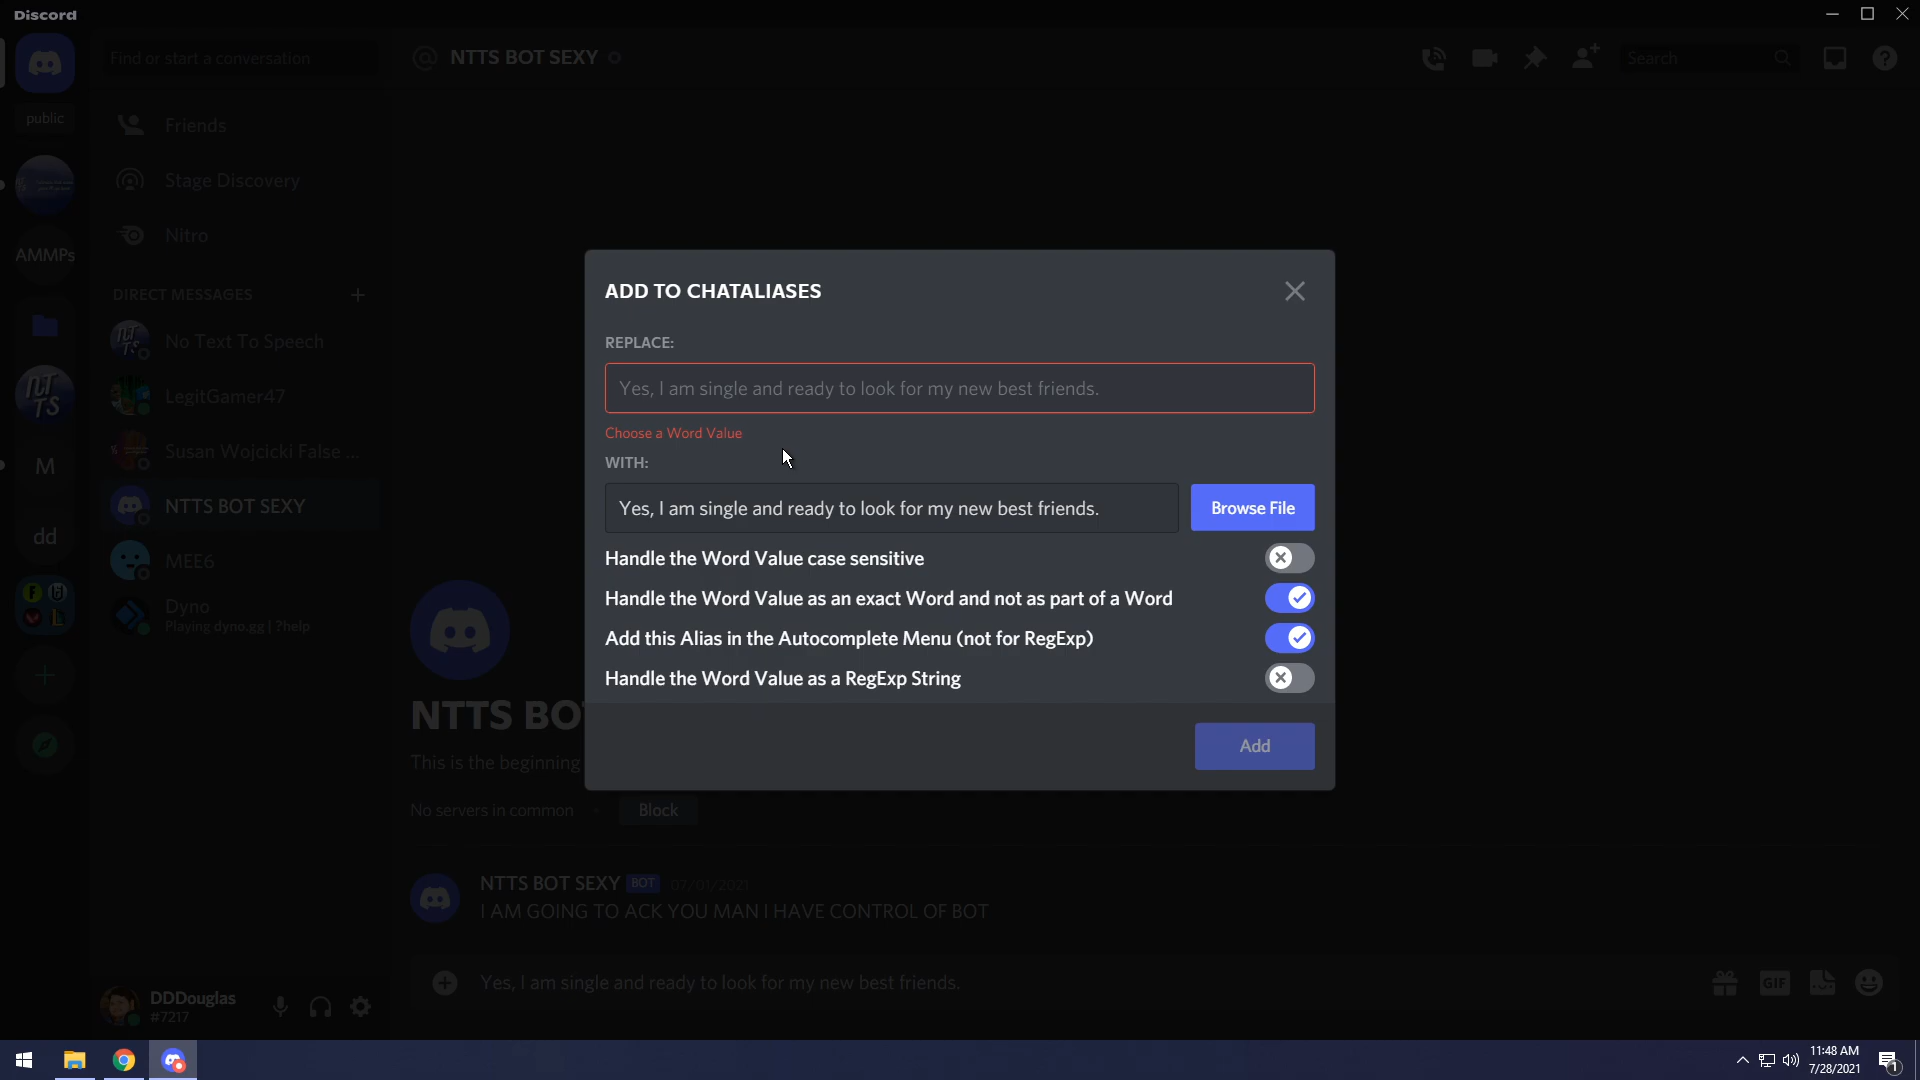 Discord
Find or start a conversation
NTTS BOT SEXY
Search
public
Friends
Stage Discovery
Nitro
AMMPs
DIRECT MESSAGES
No Text To Speech
LegitGamer47
Susan Wojcicki False ...
M
NTTS BOT SEXY
dd
MEE6
Dyno
Playing dyno.gg | ?help
ADD TO CHATALIASES
REPLACE:
Yes, I am single and ready to look for my new best friends.
Choose a Word Value
WITH:
Yes, I am single and ready to look for my new best friends.
Browse File
Handle the Word Value case sensitive
Handle the Word Value as an exact Word and not as part of a Word
Add this Alias in the Autocomplete Menu (not for RegExp)
Handle the Word Value as a RegExp String
Add
NTTS BO
This is the beginning
No servers in common
Block
NTTS BOT SEXY BOT 07/01/2021
I AM GOING TO ACK YOU MAN I HAVE CONTROL OF BOT
Yes, I am single and ready to look for my new best friends.
GIF
DDDouglas
#7217
11:48 AM
7/28/2021
1